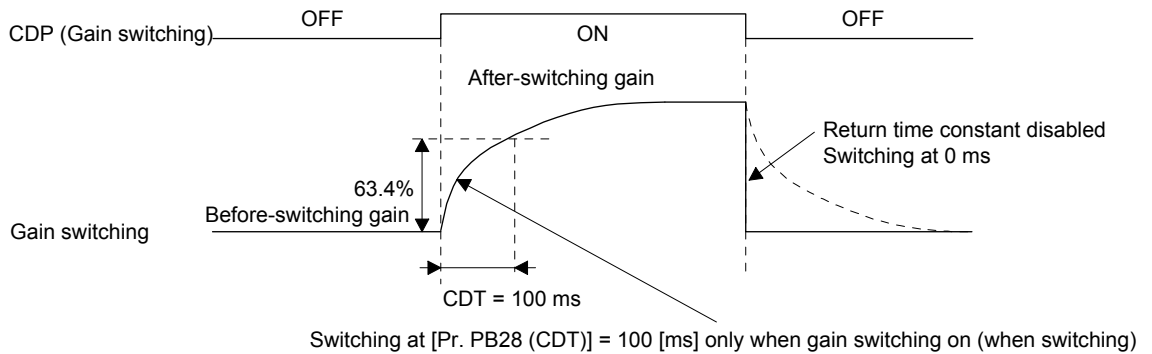 OFF
OFF
CDP (Gain switching)
ON
After-switching gain
Return time constant disabled
Switching at 0 ms
63.4%
Before-switching gain
Gain switching
CDT = 100 ms
Switching at [Pr. PB28 (CDT)] = 100 [ms] only when gain switching on (when switching)